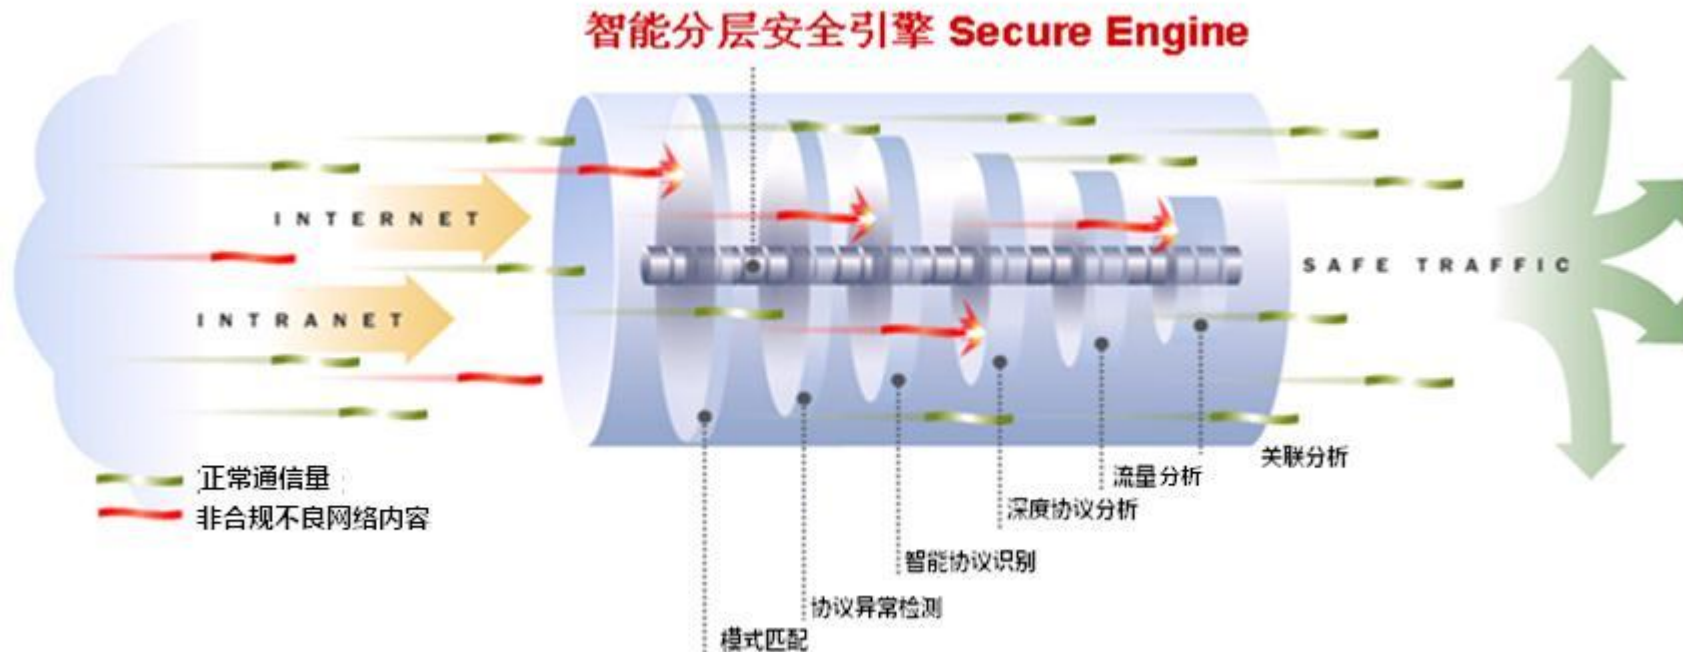 智能分层安全引擎 Secure Engine
INTERNET
INTRANET
SAFE TRAFFIC
正常通信量
非合规不良网络内容
关联分析
流量分析
深度协议分析
智能协议识别
协议异常检测
模式匹配